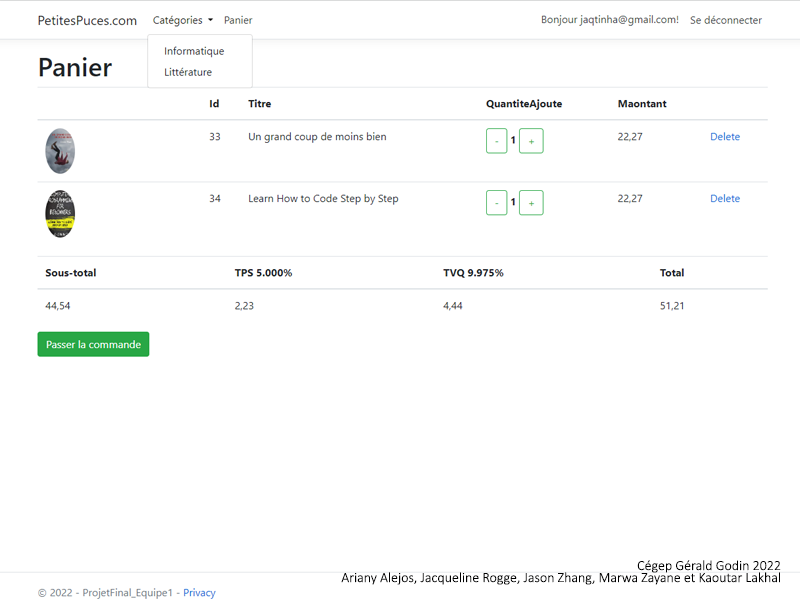 PetitesPuces.com Catégories Panier Bonjour jaqtinha@gmail.com! Se déconnecter
Informatique
Littérature
Panier
Id Titre QuantiteAjoute Maontant
33 Un grand coup de moins bien - 1 + 22,27 Delete
34 Learn How to Code Step by Step - 1 + 22,27 Delete
FOR
Sous-total TPS 5.000% TVQ 9.975% Total
44,54 2,23 4,44 51,21
Passer la commande
Cégep Gérald Godin 2022
Ariany Alejos, Jacqueline Rogge, Jason Zhang, Marwa Zayane et Kaoutar Lakhal
© 2022 - ProjetFinal_Equipe1 - Privacy